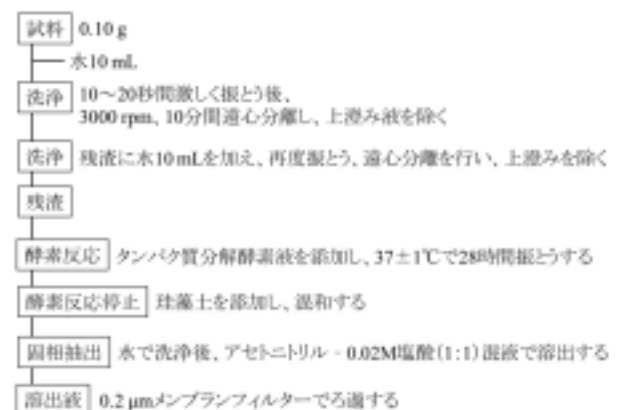 試料 0.10 g
水10 mL
洗浄 10～20秒間激しく振とう後、
3000 rpm、10分間遠心分離し、上澄み液を除く
洗浄 残渣に水10 mLを加え、再度振とう、遠心分離を行い、上澄みを除く
残渣
酵素反応 タンパク質分解酵素液を添加し、37±1℃で28時間振とうする
酵素反応停止 珪藻土を添加し、混和する
固相抽出 水で洗浄後、アセトニトリル - 0.02M塩酸(1:1)混液で溶出する
溶出液 0.2 μmメンブランフィルターでろ過する